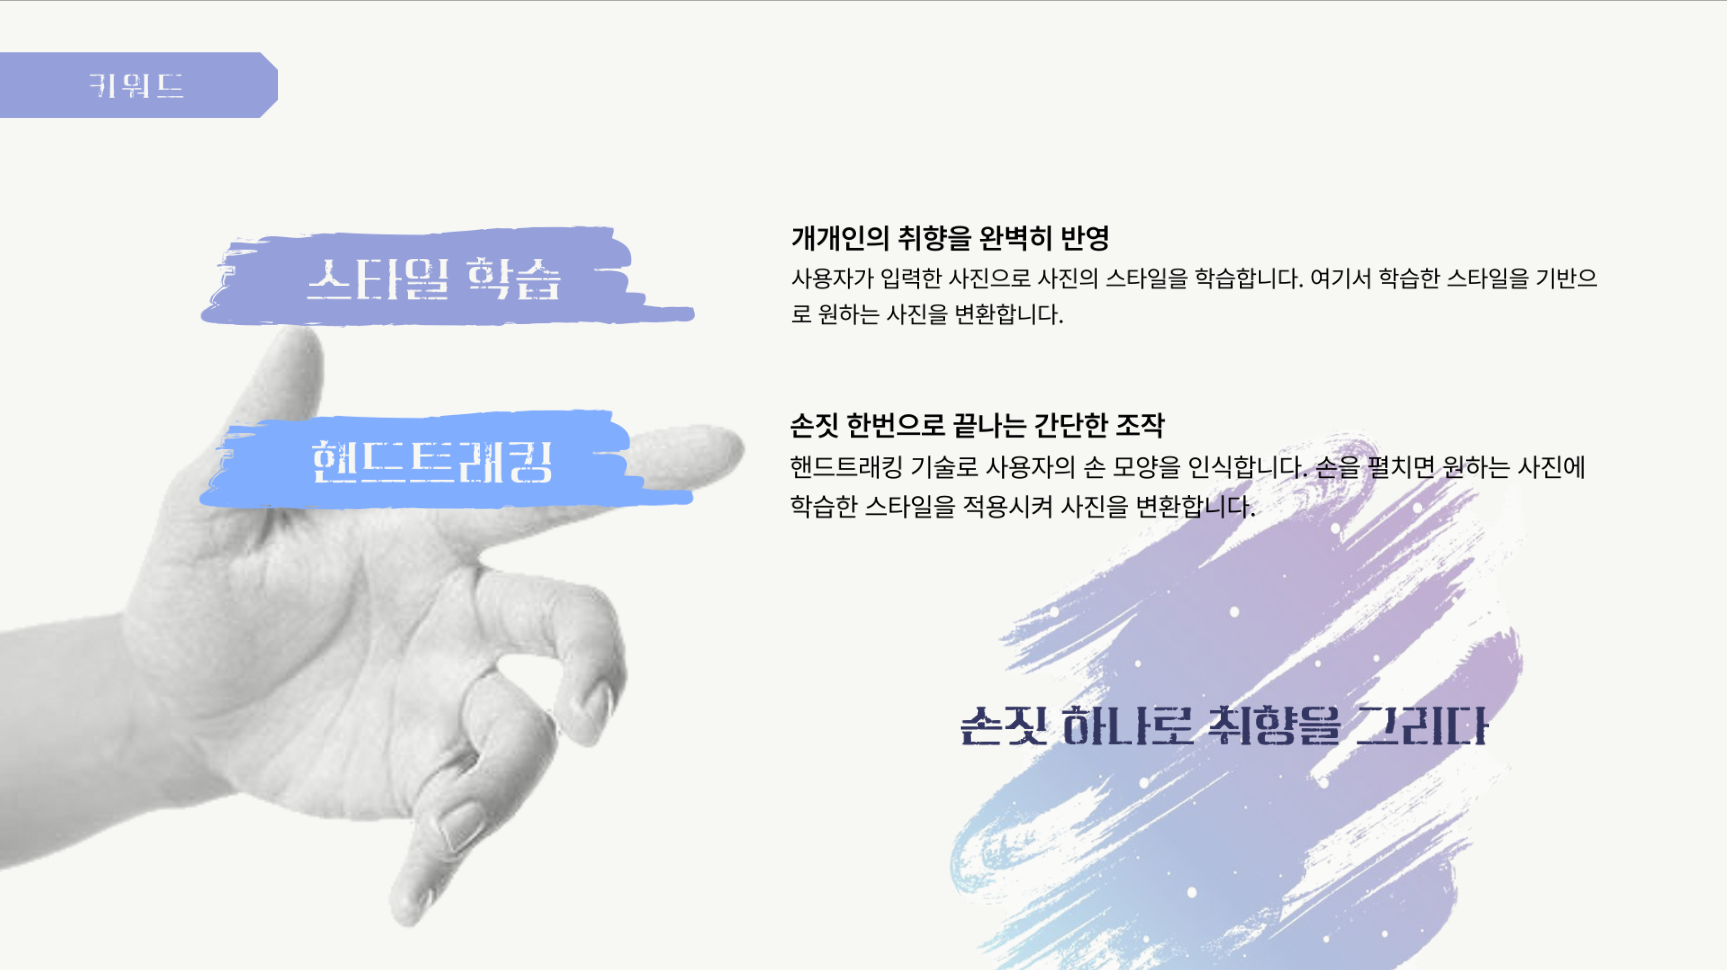 키워드
스타일 학습
개개인의 취향을 완벽히 반영
사용자가 입력한 사진으로 사진의 스타일을 학습합니다. 여기서 학습한 스타일을 기반으
로 원하는 사진을 변환합니다.
핸드트래킹
손짓 한번으로 끝나는 간단한 조작
핸드트래킹 기술로 사용자의 손 모양을 인식합니다. 손을 펼치면 원하는 사진에
학습한 스타일을 적용시켜 사진을 변환합니다.
손짓 하나로 취향을 그리다